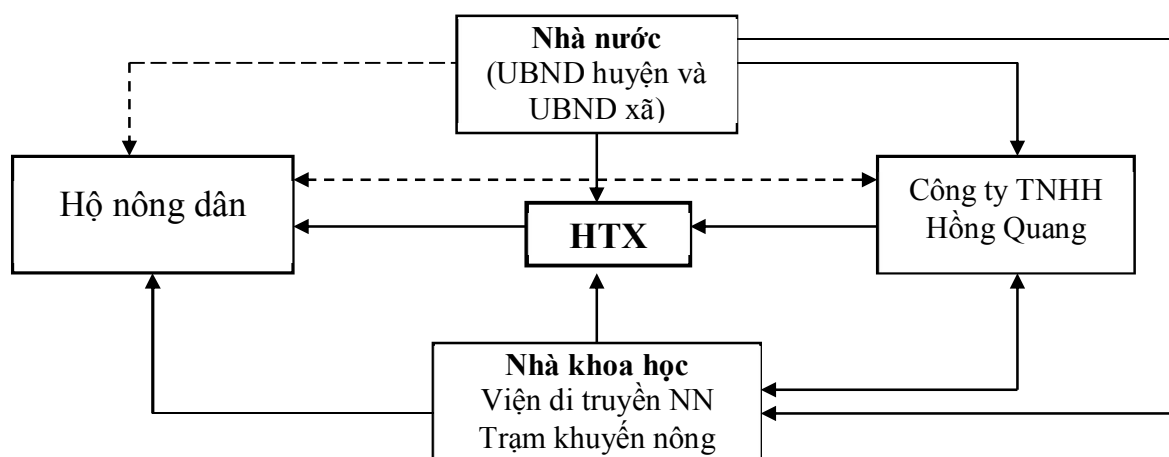 Nhà nước
(UBND huyện và
UBND xã)
Hộ nông dân
HTX
Công ty TNHH
Hồng Quang
Nhà khoa học
Viện di truyền NN
Trạm khuyến nông